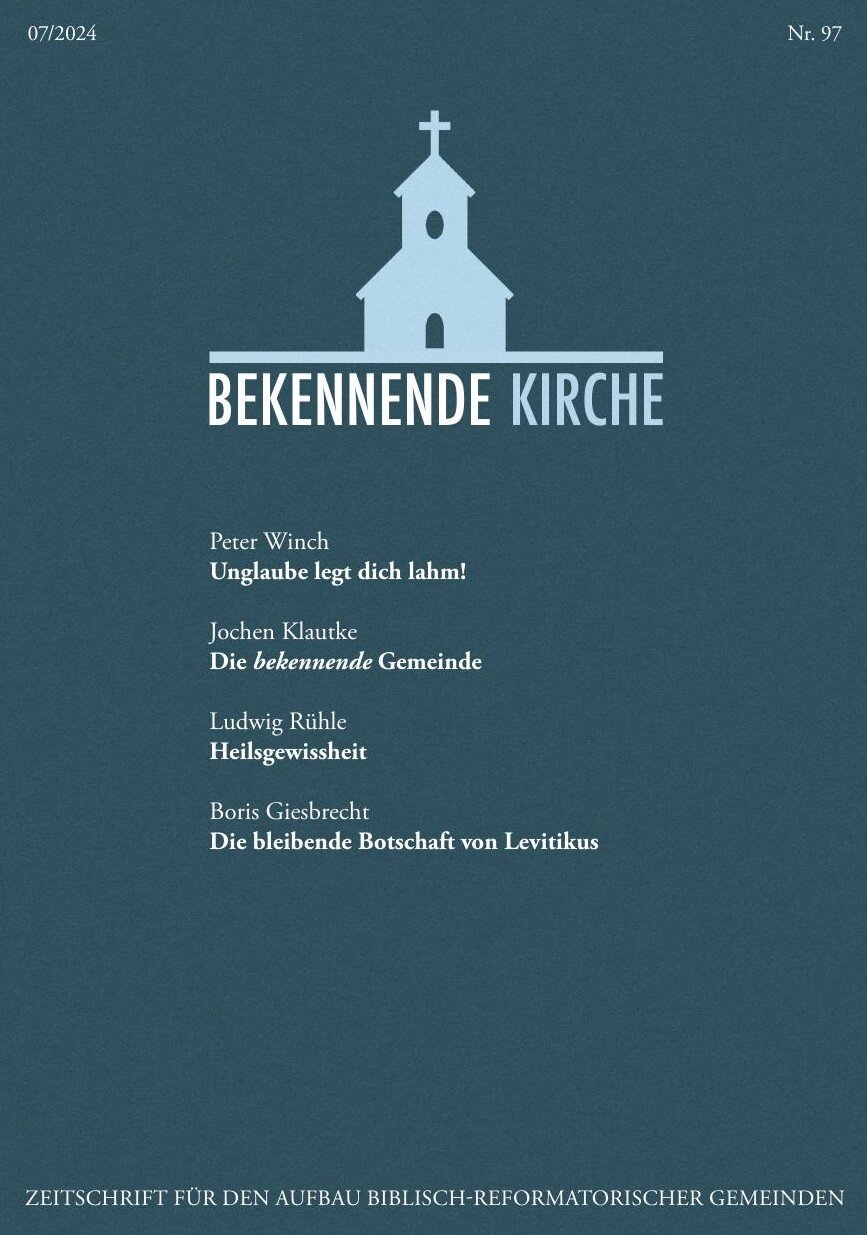 07/2024
Nr. 97
BEKENNENDE KIRCHE
Peter Winch
Unglaube legt dich lahm!
Jochen Klautke
Die bekennende Gemeinde
Ludwig Rühle
Heilsgewissheit
Boris Giesbrecht
Die bleibende Botschaft von Levitikus
ZEITSCHRIFT FÜR DEN AUFBAU BIBLISCH-REFORMATORISCHER GEMEINDEN